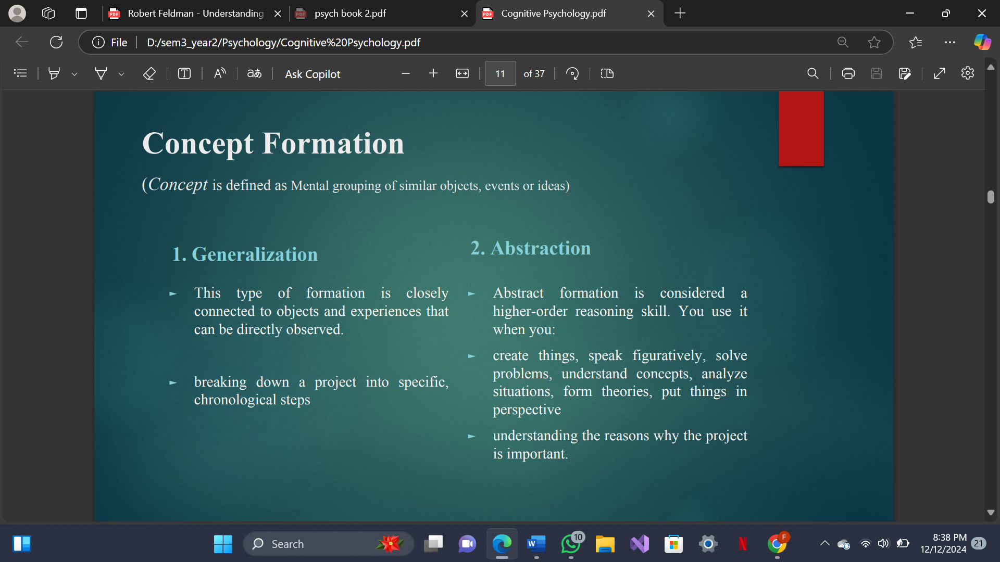 Robert Feldman - Understanding
psych book 2.pdf
Cognitive Psychology.pdf
File
D:/sem3_year2/Psychology/Cognitive%20Psychology.pdf
Ask Copilot
11 of 37
Concept Formation
(Concept is defined as Mental grouping of similar objects, events or ideas)
1. Generalization
This type of formation is closely
connected to objects and experiences that
can be directly observed.
breaking down a project into specific,
chronological steps
2. Abstraction
Abstract formation is considered a
higher-order reasoning skill. You use it
when you:
create things, speak figuratively, solve
problems, understand concepts, analyze
situations, form theories, put things in
perspective
understanding the reasons why the project
is important.
Search
10
F
8:38 PM
12/12/2024
21